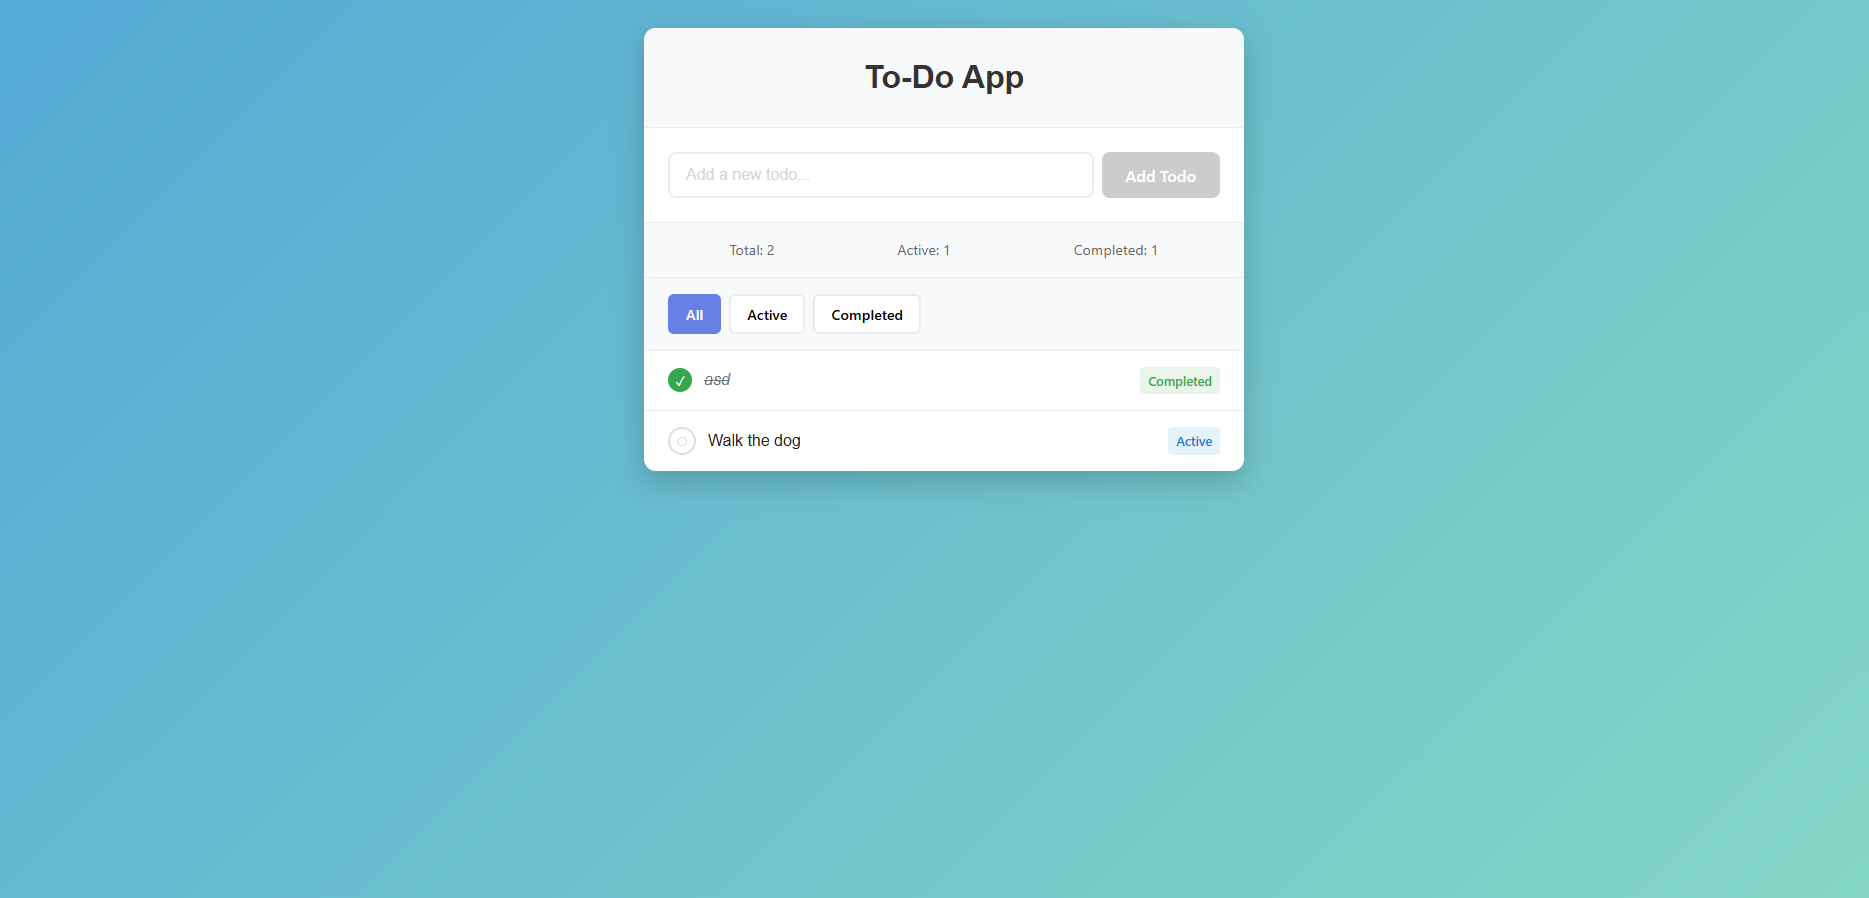 To-Do App
Add a new todo...
Add Todo
Total: 2 Active: 1 Completed: 1
All Active Completed
✓ asd Completed
Walk the dog Active